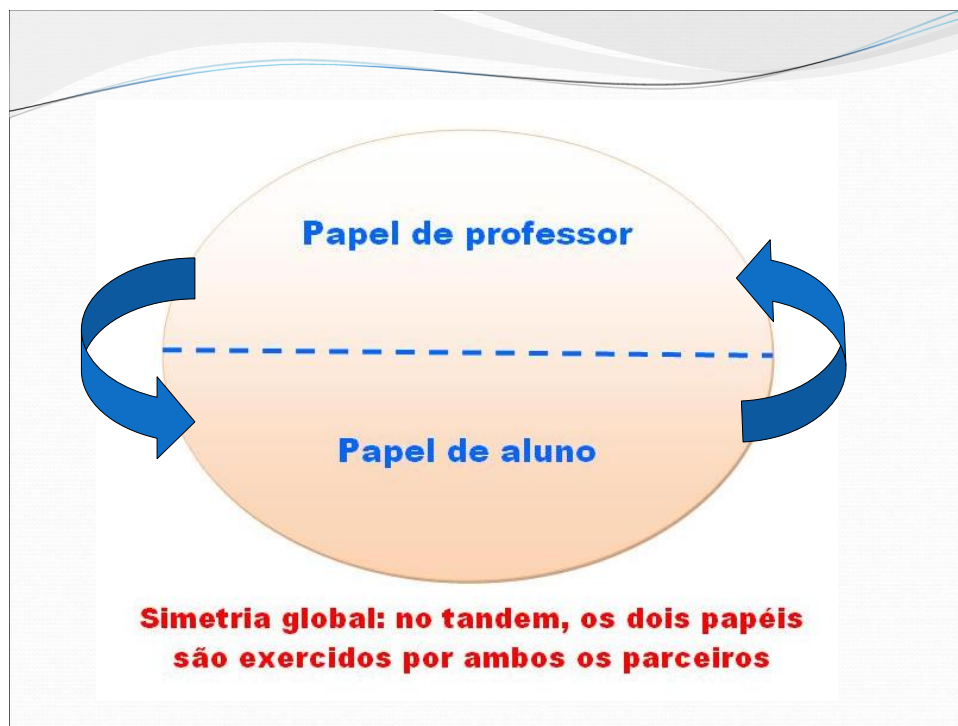 Papel de professor
Papel de aluno
Simetria global: no tandem, os dois papéis
são exercidos por ambos os parceiros